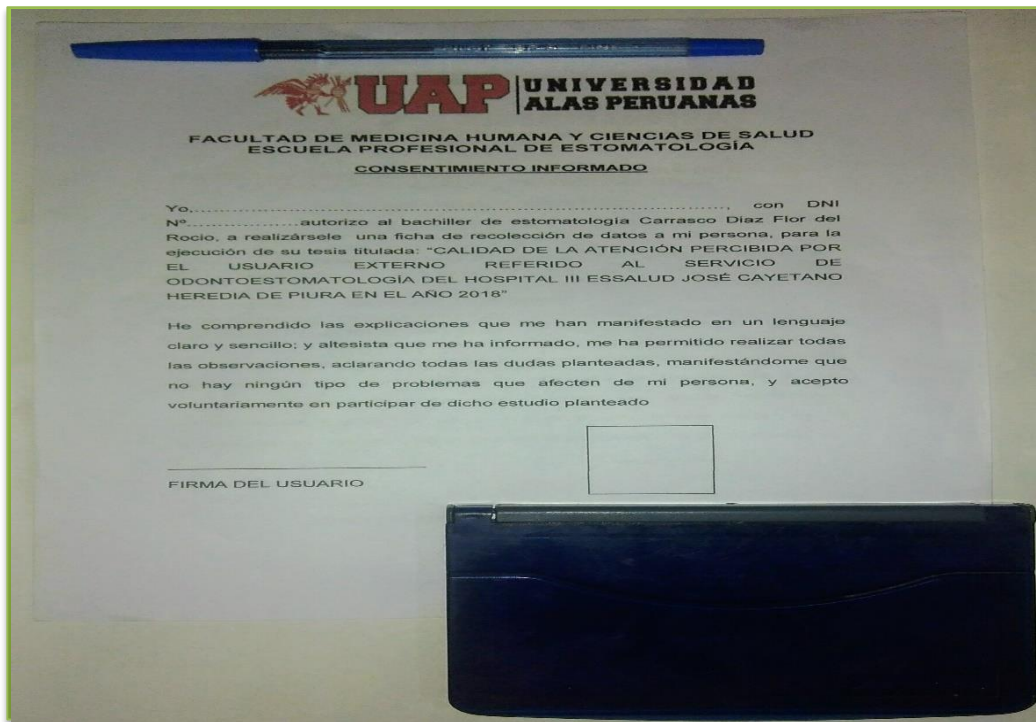 UAP UNIVERSIDAD
ALAS PERUANAS
FACULTAD DE MEDICINA HUMANA Y CIENCIAS DE SALUD
ESCUELA PROFESIONAL DE ESTOMATOLOGÍA
CONSENTIMIENTO INFORMADO
Yo,............................................................................................, con DNI
Nº...................autorizo al bachiller de estomatología Carrasco Diaz Flor del
Rocio, a realizársele una ficha de recolección de datos a mi persona, para la
ejecución de su tesis titulada: "CALIDAD DE LA ATENCIÓN PERCIBIDA POR
EL USUARIO EXTERNO REFERIDO AL SERVICIO DE
ODONTOESTOMATOLOGÍA DEL HOSPITAL III ESSALUD JOSÉ CAYETANO
HEREDIA DE PIURA EN EL AÑO 2018"
He comprendido las explicaciones que me han manifestado en un lenguaje
claro y sencillo; y altesista que me ha informado, me ha permitido realizar todas
las observaciones, aclarando todas las dudas planteadas, manifestándome que
no hay ningún tipo de problemas que afecten de mi persona, y acepto
voluntariamente en participar de dicho estudio planteado
FIRMA DEL USUARIO